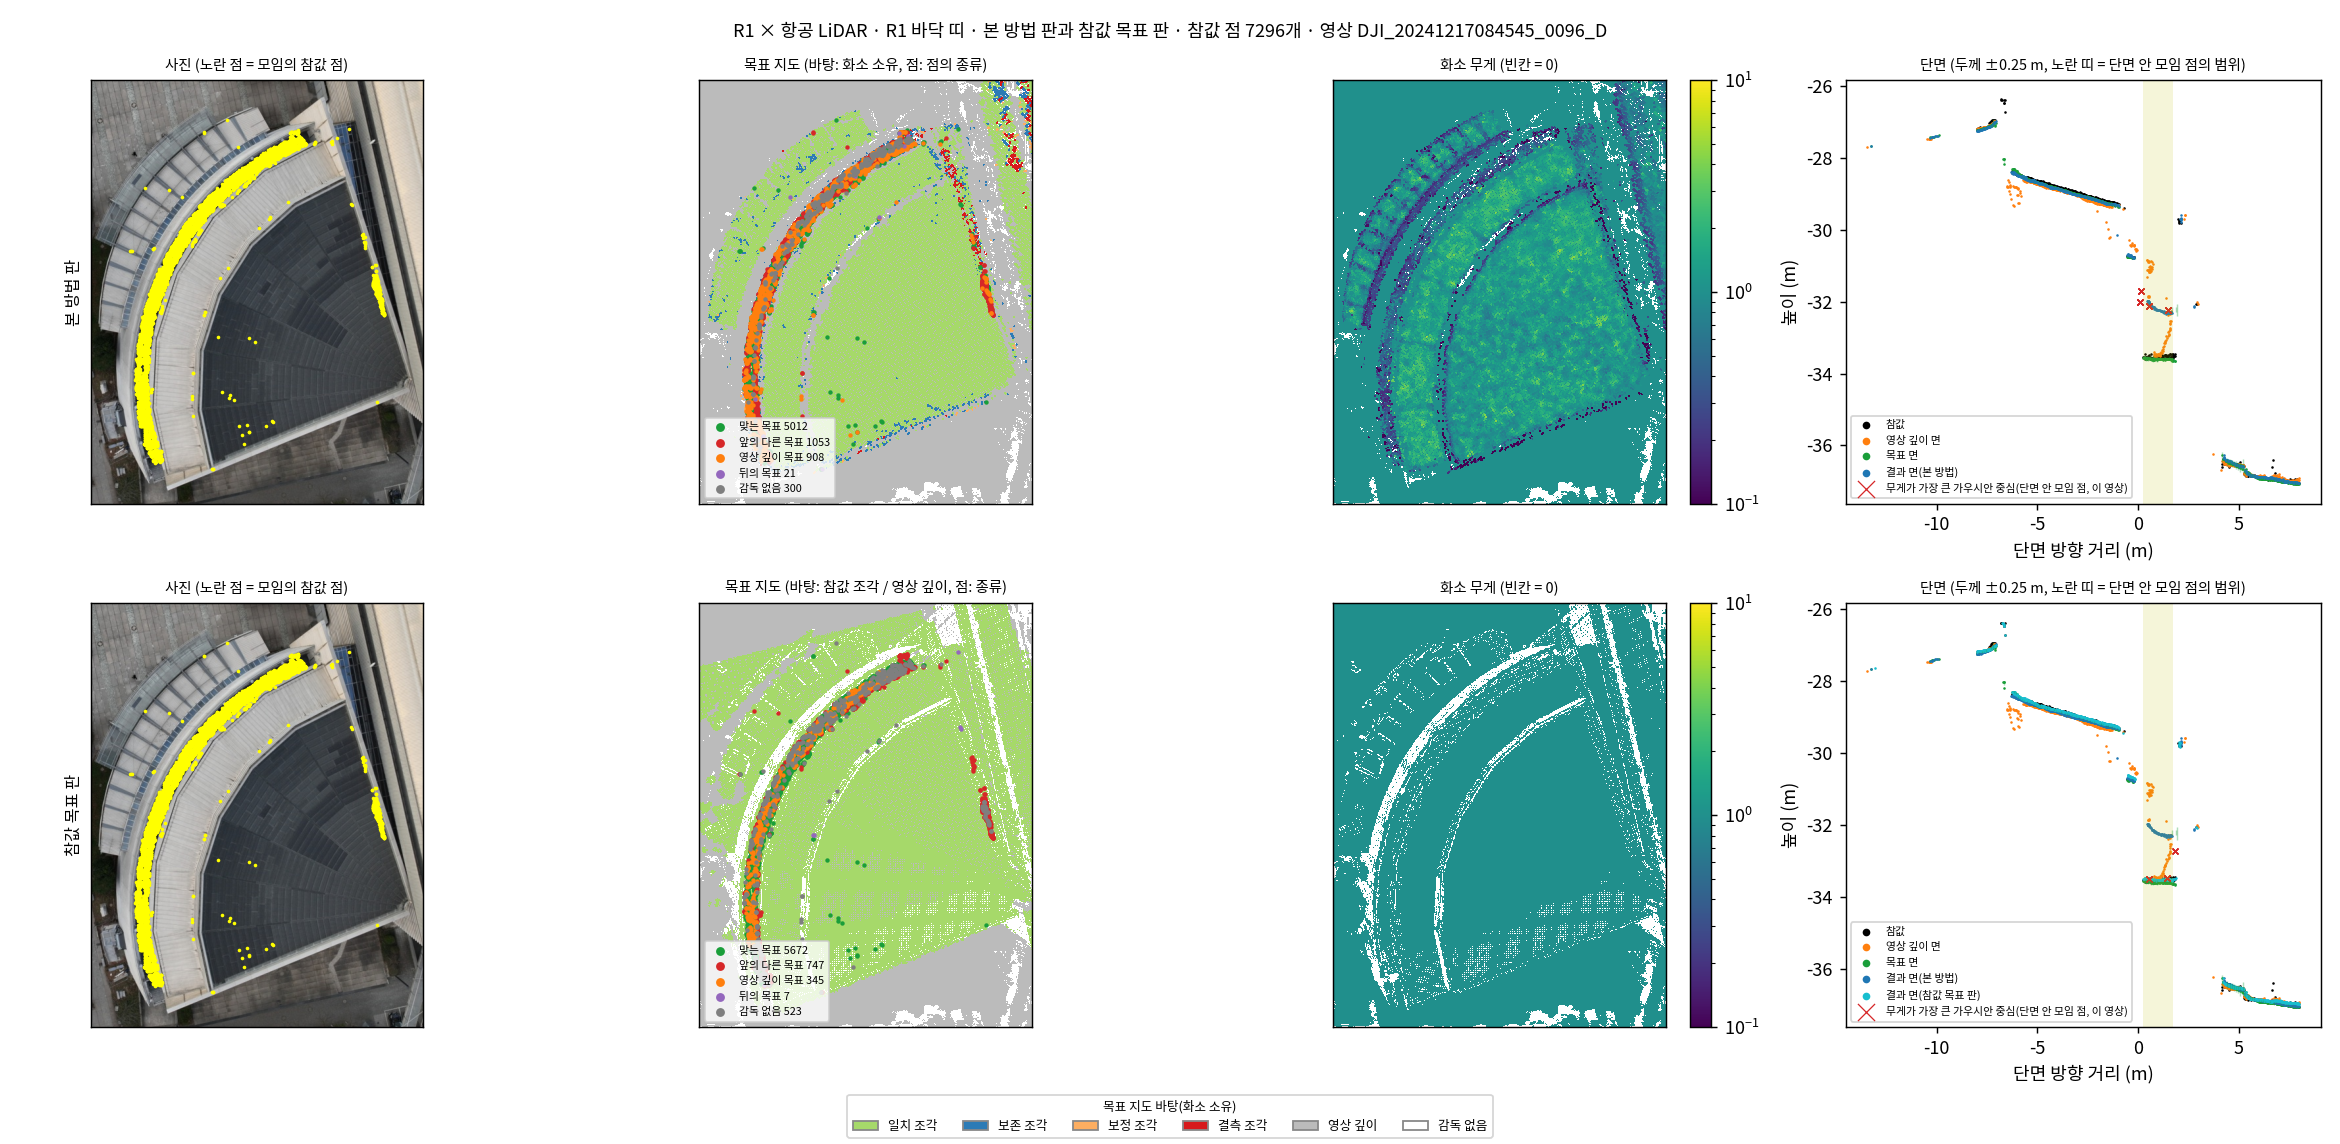 R1 × 항공 LiDAR · R1 바닥 띠 · 본 방법 판과 참값 목표 판 · 참값 점 7296개 · 영상 DJI_20241217084545_0096_D
사진 (노란 점 = 모임의 참값 점)
목표 지도 (바탕: 화소 소유, 점: 점의 종류)
화소 무게 (빈칸 = 0)
단면 (두께 ±0.25 m, 노란 띠 = 단면 안 모임 점의 범위)
본 방법 판
맞는 목표 5012
앞의 다른 목표 1053
영상 깊이 목표 908
뒤의 목표 21
감독 없음 300
10¹
10⁰
10⁻¹
높이 (m)
-26
-28
-30
-32
-34
-36
참값
영상 깊이 면
목표 면
결과 면(본 방법)
무게가 가장 큰 가우시안 중심(단면 안 모임 점, 이 영상)
-10 -5 0 5
단면 방향 거리 (m)
사진 (노란 점 = 모임의 참값 점)
목표 지도 (바탕: 참값 조각 / 영상 깊이, 점: 종류)
화소 무게 (빈칸 = 0)
단면 (두께 ±0.25 m, 노란 띠 = 단면 안 모임 점의 범위)
참값 목표 판
맞는 목표 5672
앞의 다른 목표 747
영상 깊이 목표 345
뒤의 목표 7
감독 없음 523
10¹
10⁰
10⁻¹
높이 (m)
-26
-28
-30
-32
-34
-36
참값
영상 깊이 면
목표 면
결과 면(본 방법)
결과 면(참값 목표 판)
무게가 가장 큰 가우시안 중심(단면 안 모임 점, 이 영상)
-10 -5 0 5
단면 방향 거리 (m)
목표 지도 바탕(화소 소유)
일치 조각 보존 조각 보정 조각 결측 조각 영상 깊이 감독 없음